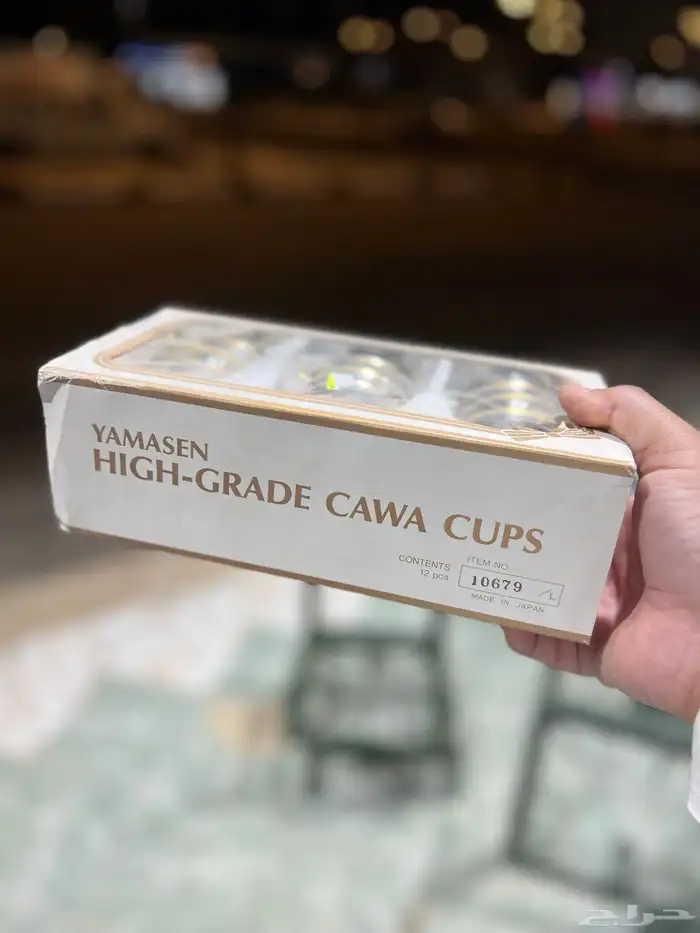 YAMASEN
HIGH-GRADE CAWA CUPS
CONTENTS
12 pcs
ITEM NO
10679 /L
MADE IN JAPAN
حراج